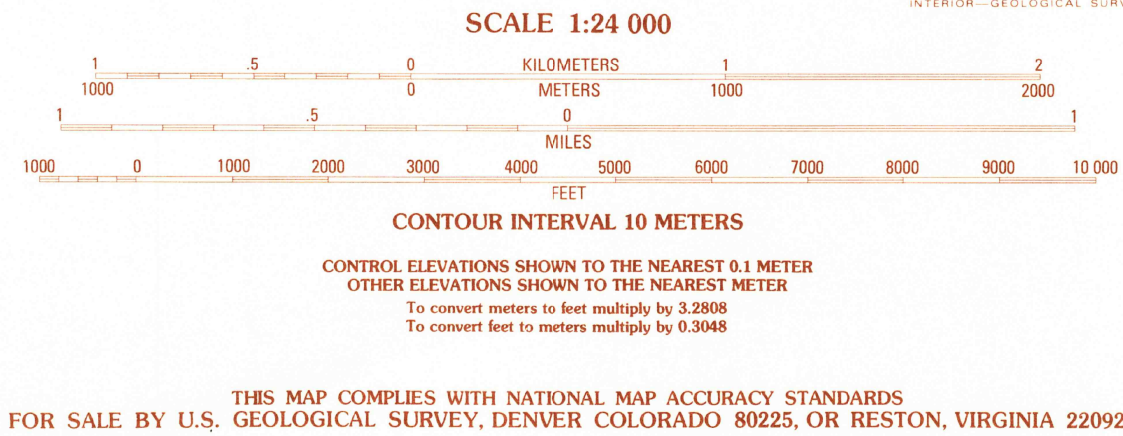 INTERIOR—GEOLOGICAL SURV
SCALE 1:24 000
1 .5 0 KILOMETERS 1 2
1000 0 METERS 1000 2000
1 .5 0 1
MILES
1000 0 1000 2000 3000 4000 5000 6000 7000 8000 9000 10 000
FEET
CONTOUR INTERVAL 10 METERS
CONTROL ELEVATIONS SHOWN TO THE NEAREST 0.1 METER
OTHER ELEVATIONS SHOWN TO THE NEAREST METER
To convert meters to feet multiply by 3.2808
To convert feet to meters multiply by 0.3048
THIS MAP COMPLIES WITH NATIONAL MAP ACCURACY STANDARDS
FOR SALE BY U.S. GEOLOGICAL SURVEY, DENVER COLORADO 80225, OR RESTON, VIRGINIA 22092